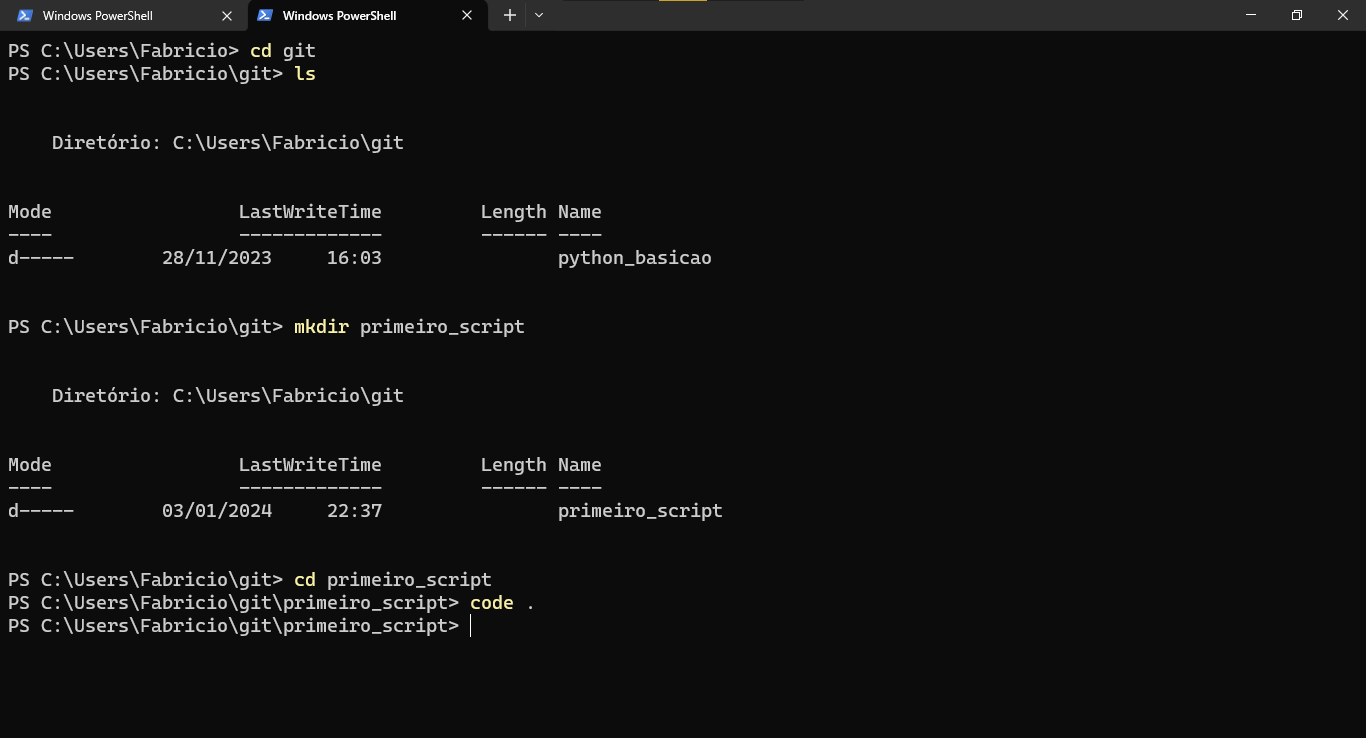 Windows PowerShell
Windows PowerShell
PS C:\Users\Fabricio> cd git
PS C:\Users\Fabricio\git> ls
Diretório: C:\Users\Fabricio\git
Mode                 LastWriteTime         Length Name
----                 -------------         ------ ----
d-----        28/11/2023     16:03                python_basicao
PS C:\Users\Fabricio\git> mkdir primeiro_script
Diretório: C:\Users\Fabricio\git
Mode                 LastWriteTime         Length Name
----                 -------------         ------ ----
d-----        03/01/2024     22:37                primeiro_script
PS C:\Users\Fabricio\git> cd primeiro_script
PS C:\Users\Fabricio\git\primeiro_script> code .
PS C:\Users\Fabricio\git\primeiro_script>